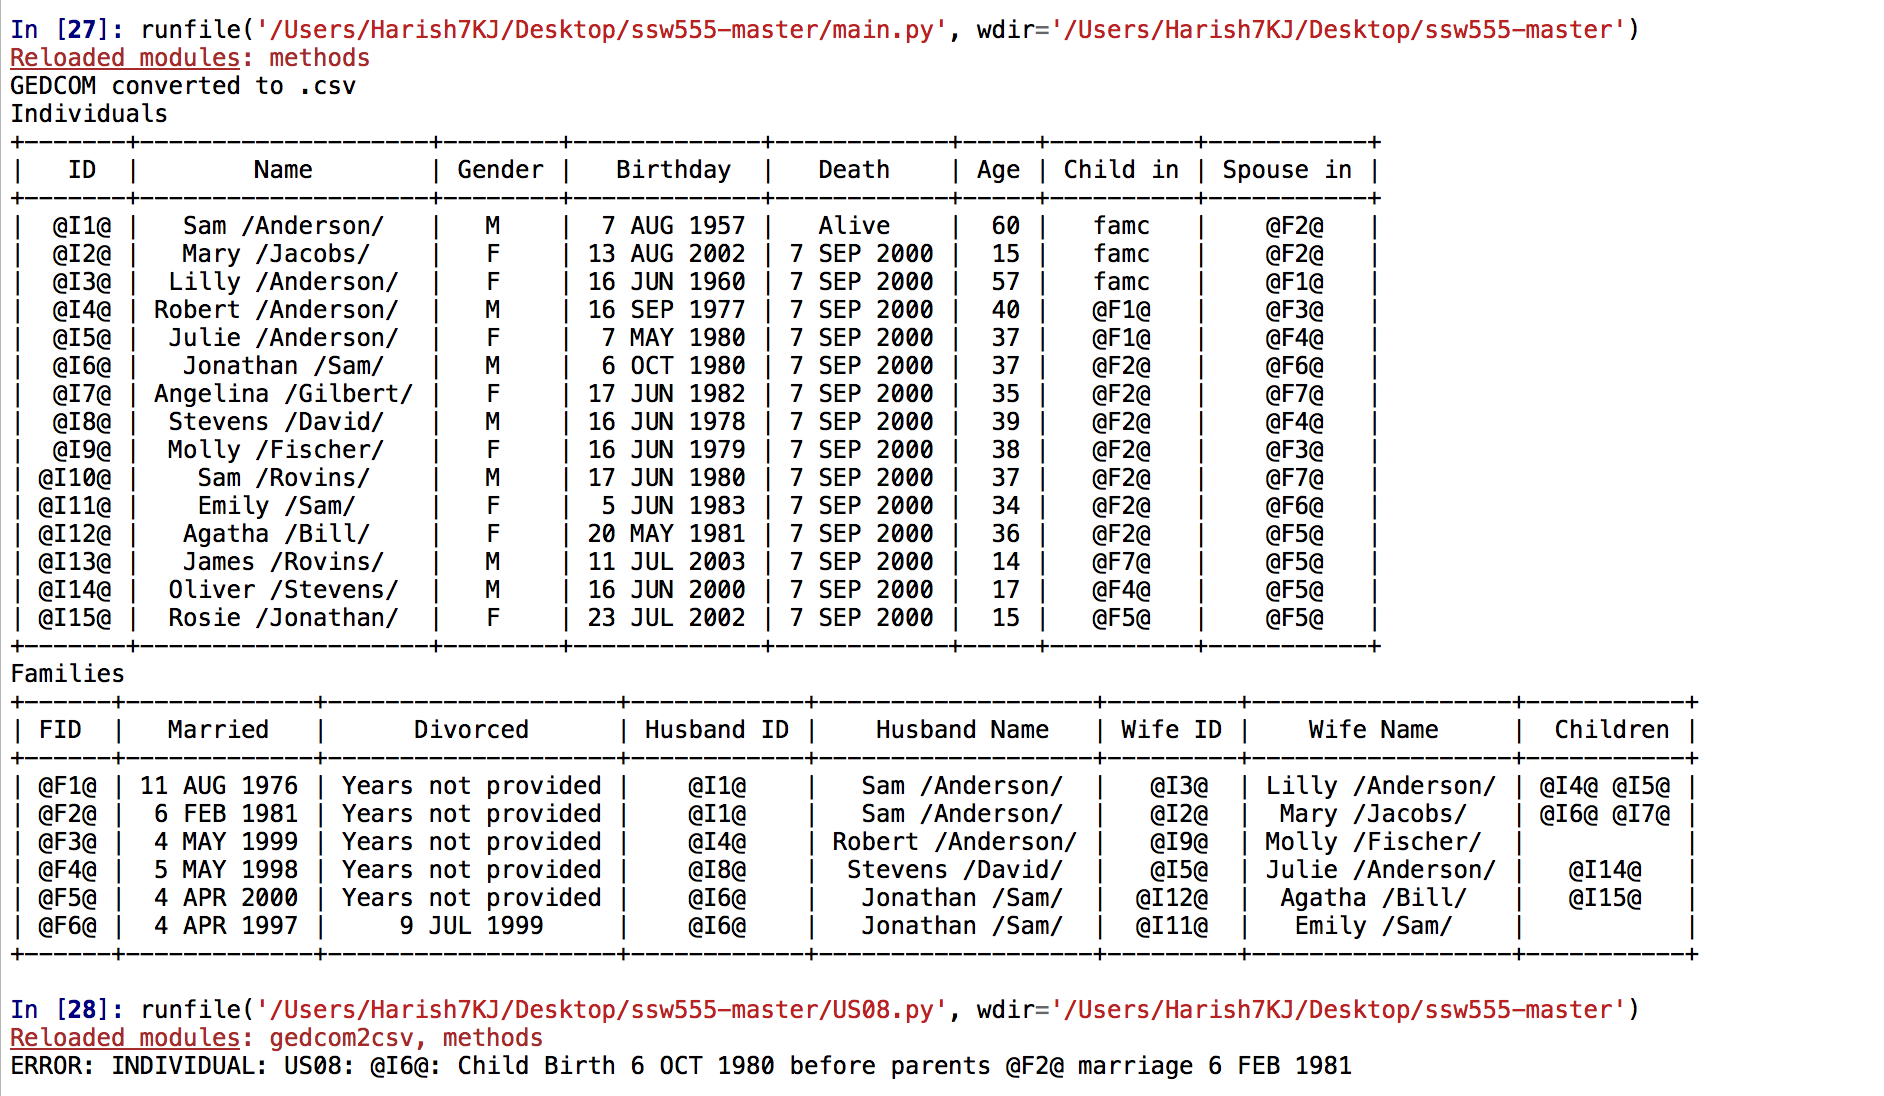 In [27]: runfile('/Users/Harish7KJ/Desktop/ssw555-master/main.py', wdir='/Users/Harish7KJ/Desktop/ssw555-master')
Reloaded modules: methods
GEDCOM converted to .csv
Individuals
+-------+--------------------+--------+-------------+------------+-----+----------+-----------+
|   ID  |        Name        | Gender |   Birthday  |   Death    | Age | Child in | Spouse in |
+-------+--------------------+--------+-------------+------------+-----+----------+-----------+
|  @I1@ |   Sam /Anderson/   |   M    |  7 AUG 1957 |   Alive    |  60 |   famc   |    @F2@   |
|  @I2@ |   Mary /Jacobs/    |   F    | 13 AUG 2002 | 7 SEP 2000 |  15 |   famc   |    @F2@   |
|  @I3@ |  Lilly /Anderson/  |   F    | 16 JUN 1960 | 7 SEP 2000 |  57 |   famc   |    @F1@   |
|  @I4@ | Robert /Anderson/  |   M    | 16 SEP 1977 | 7 SEP 2000 |  40 |   @F1@   |    @F3@   |
|  @I5@ |  Julie /Anderson/  |   F    |  7 MAY 1980 | 7 SEP 2000 |  37 |   @F1@   |    @F4@   |
|  @I6@ |   Jonathan /Sam/   |   M    |  6 OCT 1980 | 7 SEP 2000 |  37 |   @F2@   |    @F6@   |
|  @I7@ | Angelina /Gilbert/ |   F    | 17 JUN 1982 | 7 SEP 2000 |  35 |   @F2@   |    @F7@   |
|  @I8@ |  Stevens /David/   |   M    | 16 JUN 1978 | 7 SEP 2000 |  39 |   @F2@   |    @F4@   |
|  @I9@ |  Molly /Fischer/   |   F    | 16 JUN 1979 | 7 SEP 2000 |  38 |   @F2@   |    @F3@   |
| @I10@ |    Sam /Rovins/    |   M    | 17 JUN 1980 | 7 SEP 2000 |  37 |   @F2@   |    @F7@   |
| @I11@ |    Emily /Sam/     |   F    |  5 JUN 1983 | 7 SEP 2000 |  34 |   @F2@   |    @F6@   |
| @I12@ |   Agatha /Bill/    |   F    | 20 MAY 1981 | 7 SEP 2000 |  36 |   @F2@   |    @F5@   |
| @I13@ |   James /Rovins/   |   M    | 11 JUL 2003 | 7 SEP 2000 |  14 |   @F7@   |    @F5@   |
| @I14@ |  Oliver /Stevens/  |   M    | 16 JUN 2000 | 7 SEP 2000 |  17 |   @F4@   |    @F5@   |
| @I15@ |  Rosie /Jonathan/  |   F    | 23 JUL 2002 | 7 SEP 2000 |  15 |   @F5@   |    @F5@   |
+-------+--------------------+--------+-------------+------------+-----+----------+-----------+
Families
+------+-------------+--------------------+------------+-------------------+---------+------------------+-----------+
| FID  |   Married   |      Divorced      | Husband ID |    Husband Name   | Wife ID |    Wife Name     |  Children |
+------+-------------+--------------------+------------+-------------------+---------+------------------+-----------+
| @F1@ | 11 AUG 1976 | Years not provided |    @I1@    |   Sam /Anderson/  |   @I3@  | Lilly /Anderson/ | @I4@ @I5@ |
| @F2@ |  6 FEB 1981 | Years not provided |    @I1@    |   Sam /Anderson/  |   @I2@  |  Mary /Jacobs/   | @I6@ @I7@ |
| @F3@ |  4 MAY 1999 | Years not provided |    @I4@    | Robert /Anderson/ |   @I9@  | Molly /Fischer/  |           |
| @F4@ |  5 MAY 1998 | Years not provided |    @I8@    |  Stevens /David/  |   @I5@  | Julie /Anderson/ |   @I14@   |
| @F5@ |  4 APR 2000 | Years not provided |    @I6@    |   Jonathan /Sam/  |  @I12@  |  Agatha /Bill/   |   @I15@   |
| @F6@ |  4 APR 1997 |     9 JUL 1999     |    @I6@    |   Jonathan /Sam/  |  @I11@  |   Emily /Sam/    |           |
+------+-------------+--------------------+------------+-------------------+---------+------------------+-----------+
In [28]: runfile('/Users/Harish7KJ/Desktop/ssw555-master/US08.py', wdir='/Users/Harish7KJ/Desktop/ssw555-master')
Reloaded modules: gedcom2csv, methods
ERROR: INDIVIDUAL: US08: @I6@: Child Birth 6 OCT 1980 before parents @F2@ marriage 6 FEB 1981